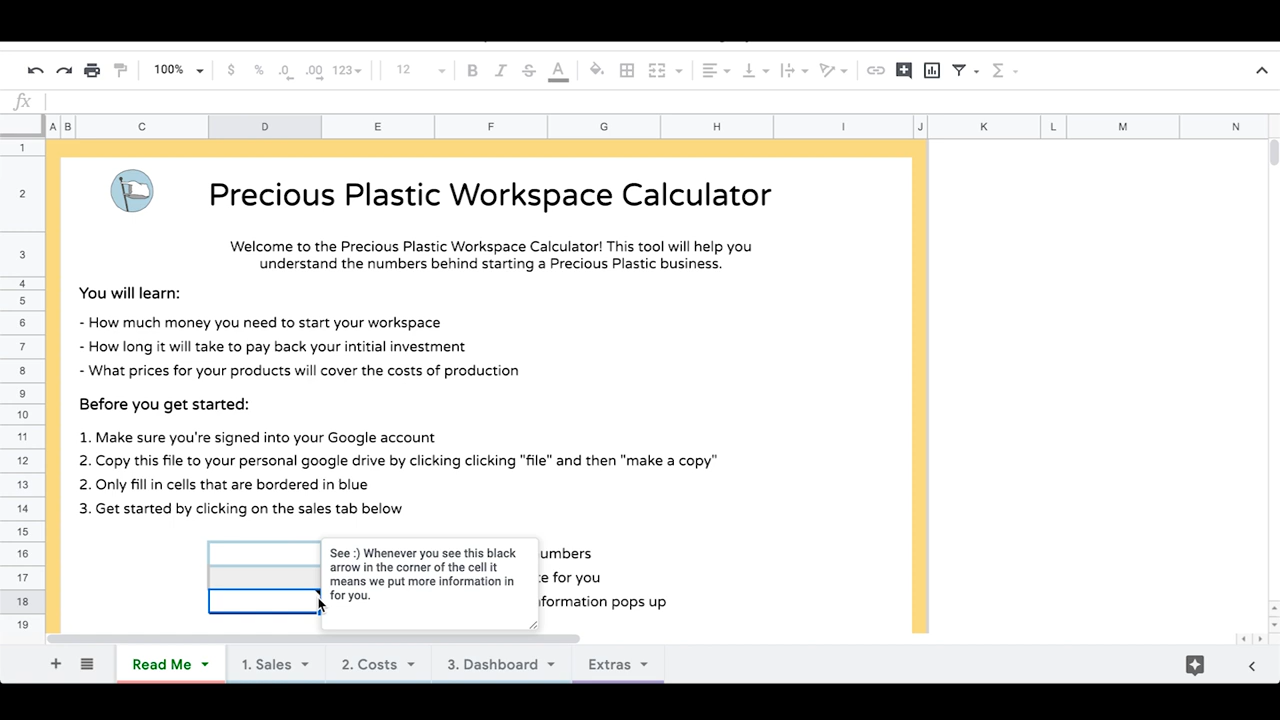 100% $ % .0 .00 123 12 B I S A
fx
A B C D E F G H I J K L M N
1
2 Precious Plastic Workspace Calculator
3 Welcome to the Precious Plastic Workspace Calculator! This tool will help you
understand the numbers behind starting a Precious Plastic business.
4
5 You will learn:
6 - How much money you need to start your workspace
7 - How long it will take to pay back your intitial investment
8 - What prices for your products will cover the costs of production
9
10 Before you get started:
11 1. Make sure you're signed into your Google account
12 2. Copy this file to your personal google drive by clicking clicking "file" and then "make a copy"
13 2. Only fill in cells that are bordered in blue
14 3. Get started by clicking on the sales tab below
15
16 umbers
17 te for you
18 nformation pops up
19
See :) Whenever you see this black
arrow in the corner of the cell it
means we put more information in
for you.
Read Me 1. Sales 2. Costs 3. Dashboard Extras